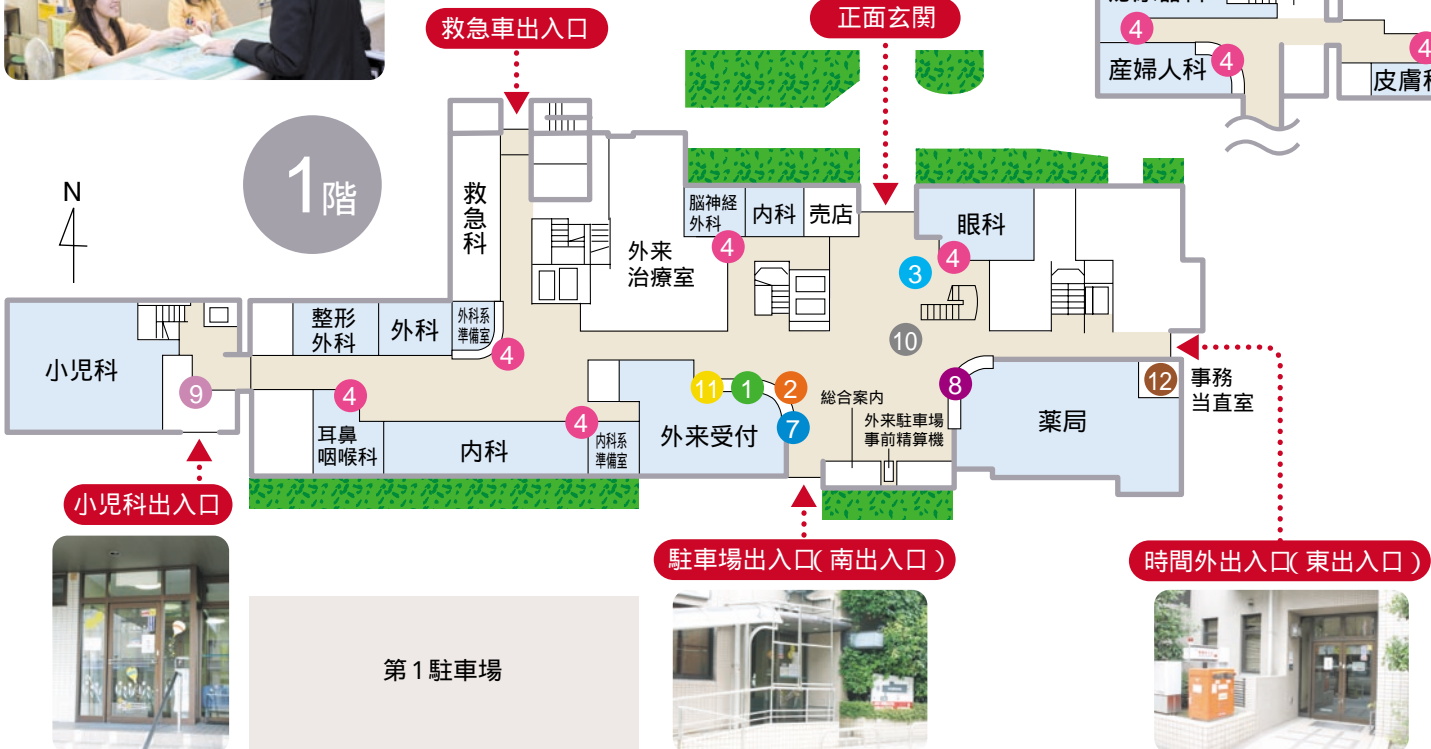 救急車出入口
正面玄関
4
産婦人科
4
4
皮膚科
1階
N
救急科
外来
治療室
脳神経
外科
内科
売店
眼科
4
3
4
整形
外科
外科
外科系
準備室
4
小児科
9
10
4
耳鼻
咽喉科
内科
4
内科系
準備室
11
1
2
7
外来受付
総合案内
外来駐車場
事前精算機
8
薬局
12
事務
当直室
小児科出入口
駐車場出入口(南出入口)
時間外出入口(東出入口)
第1駐車場